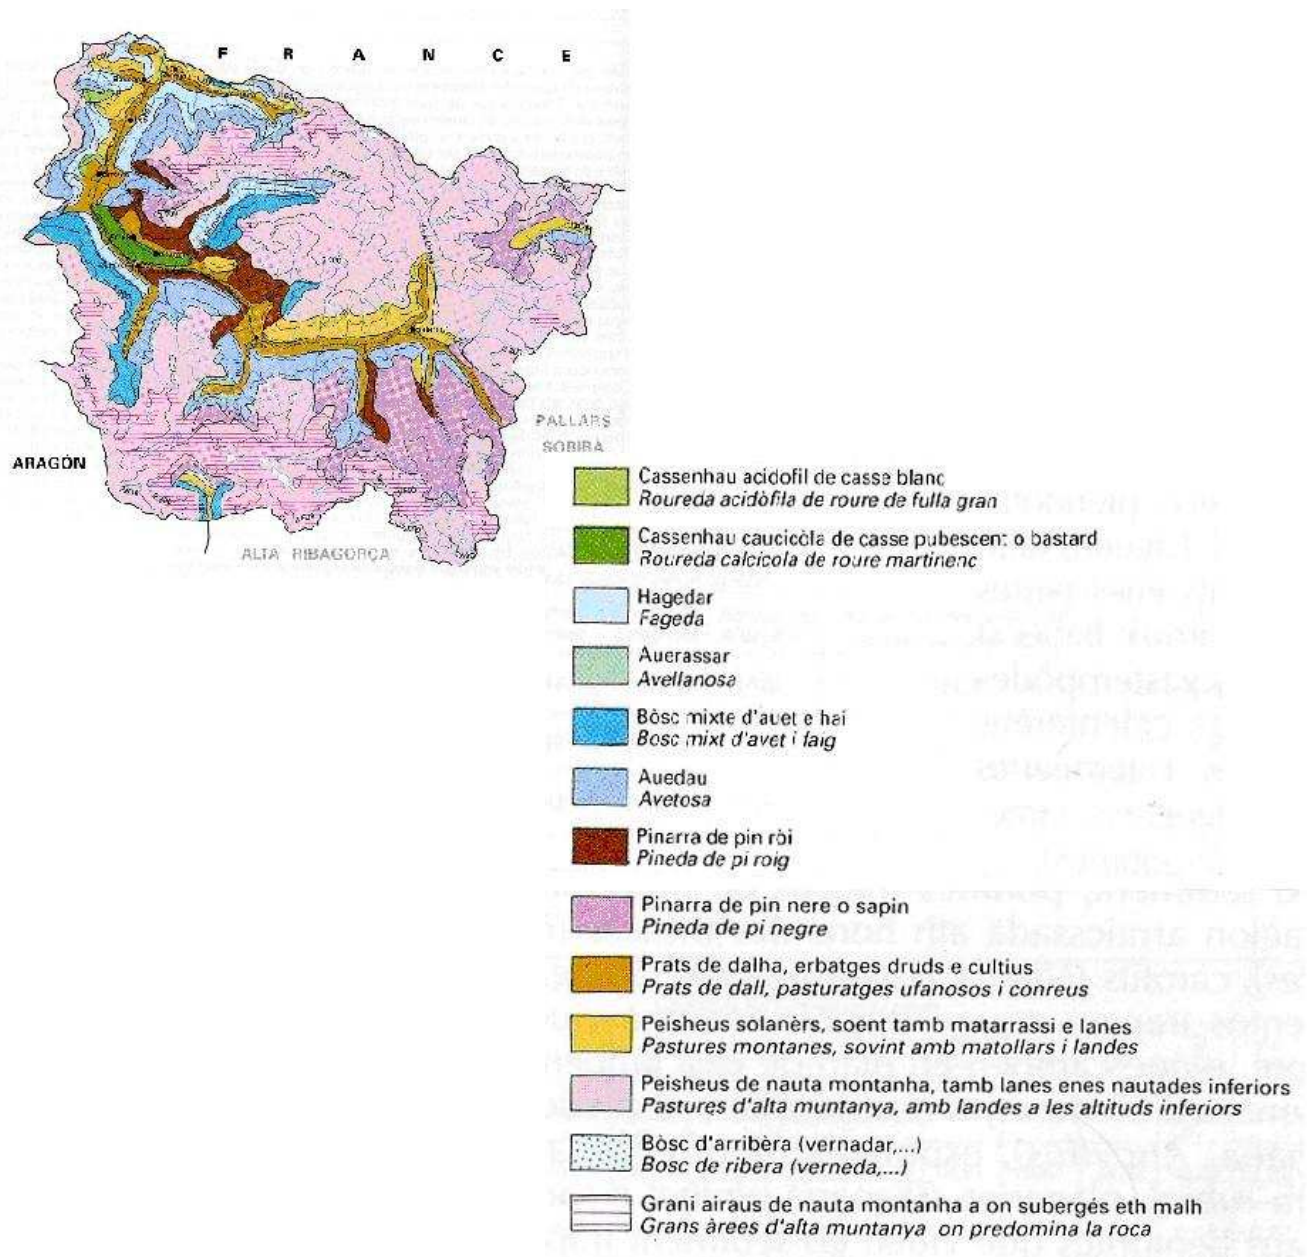 F R A N C E
PALLARS
SOBIRÀ
ARAGÓN
ALTA RIBAGORÇA
Cassenhau acidofil de casse blanc
Roureda acidòfila de roure de fulla gran
Cassenhau caucicòla de casse pubescent o bastard
Roureda calcícola de roure martinenc
Hagedar
Fageda
Auerassar
Avellanosa
Bòsc mixte d'auet e hai
Bosc mixt d'avet i faig
Auedau
Avetosa
Pinarra de pin ròi
Pineda de pi roig
Pinarra de pin nere o sapin
Pineda de pi negre
Prats de dalha, erbatges druds e cultius
Prats de dall, pasturatges ufanosos i conreus
Peisheus solanèrs, soent tamb matarrassi e lanes
Pastures montanes, sovint amb matollars i landes
Peisheus de nauta montanha, tamb lanes enes nautades inferiors
Pastures d'alta muntanya, amb landes a les altituds inferiors
Bòsc d'arribèra (vernadar,...)
Bosc de ribera (verneda,...)
Grani airaus de nauta montanha a on subergés eth malh
Grans àrees d'alta muntanya on predomina la roca